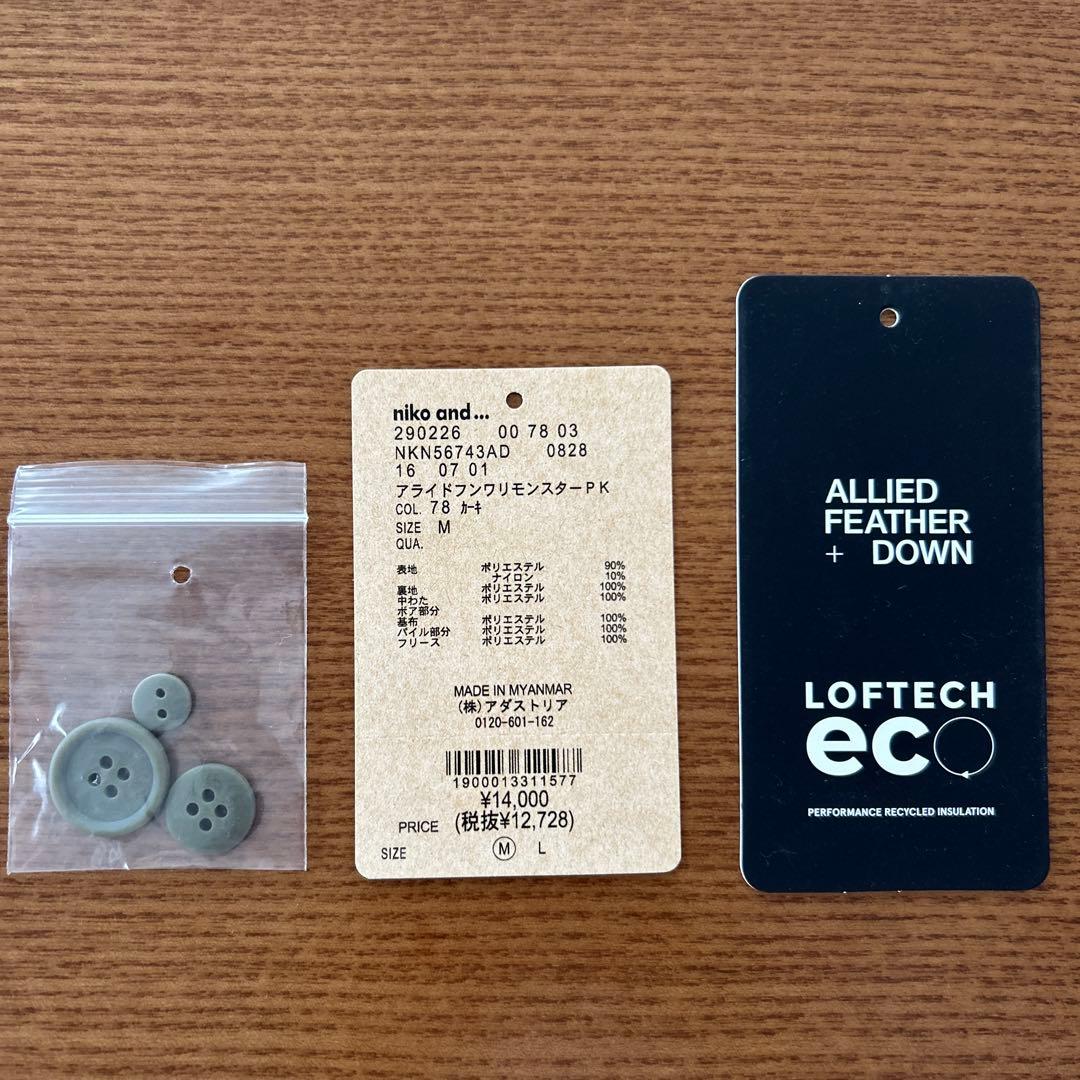 niko and...
290226 00 78 03
NKN56743AD 0828
16 07 01
アライドフンワリモンスターPK
COL. 78 カーキ
SIZE M
QUA.
表地 ポリエステル 90%
ナイロン 10%
裏地 ポリエステル 100%
中わた ポリエステル 100%
ボア部分
基布 ポリエステル 100%
パイル部分 ポリエステル 100%
フリース ポリエステル 100%
MADE IN MYANMAR
(株)アダストリア
0120-601-162
1900013311577
¥14,000
PRICE (税抜¥12,728)
SIZE M L
ALLIED
FEATHER
+ DOWN
LOFTECH
eco
PERFORMANCE RECYCLED INSULATION